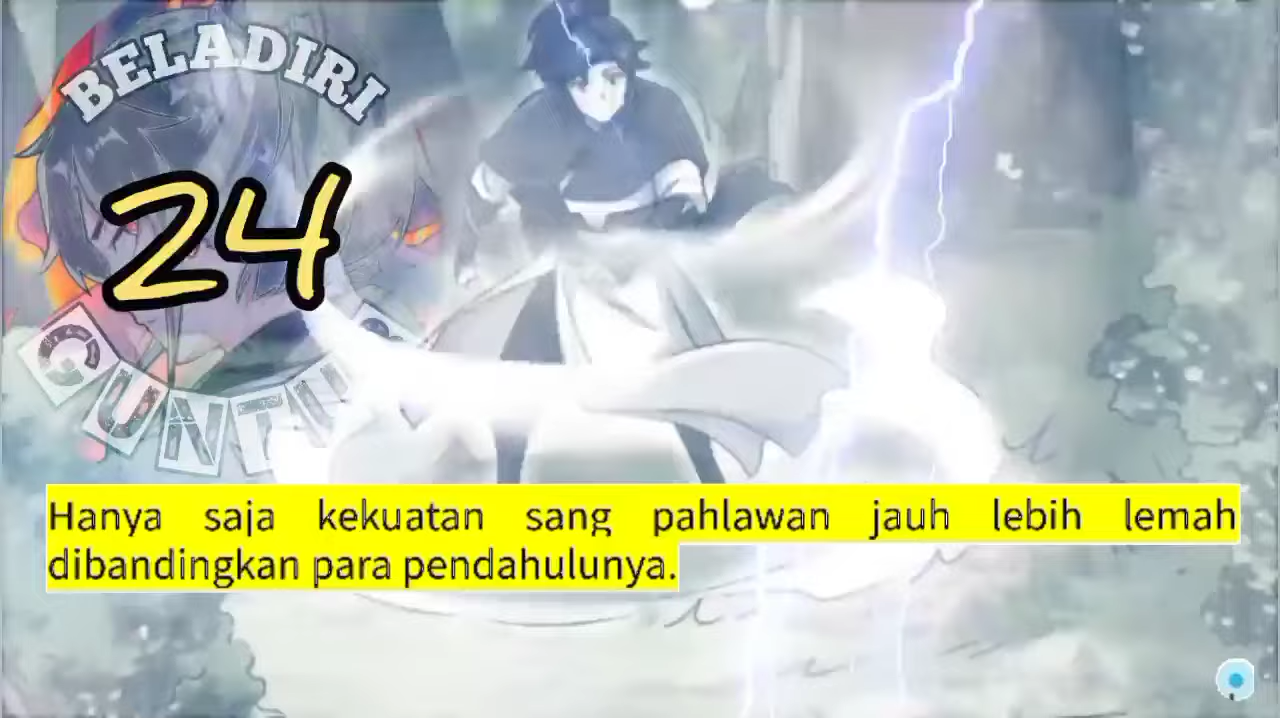 BELADIRI
24
Hanya saja kekuatan sang pahlawan jauh lebih lemah
dibandingkan para pendahulunya.